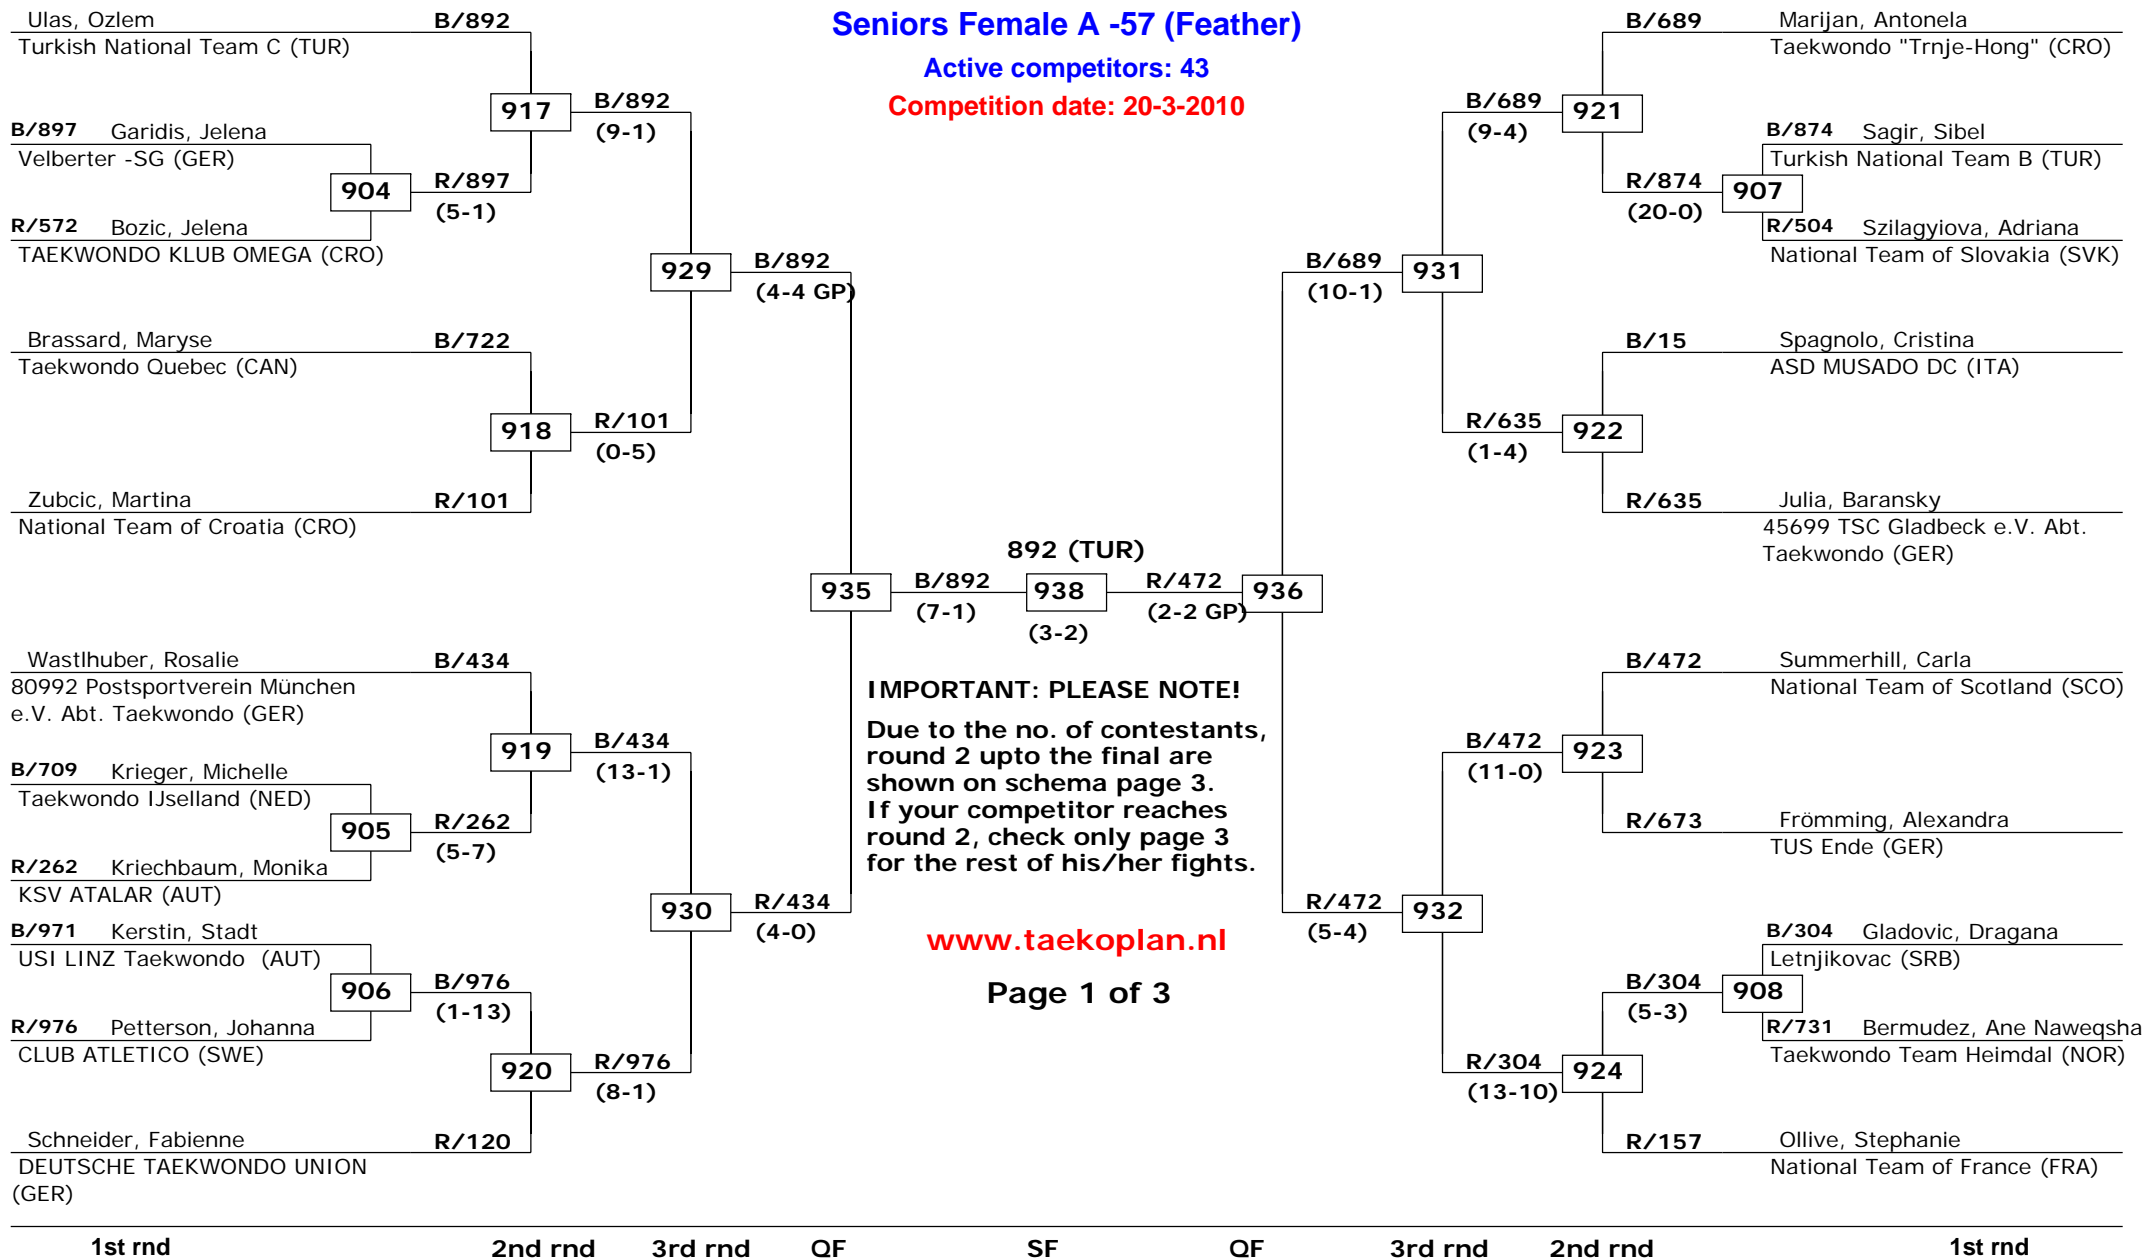 Seniors Female A -57 (Feather)
Active competitors: 43
Competition date: 20-3-2010
Ulas, Ozlem
B/892
Turkish National Team C (TUR)
917
B/892
(9-1)
B/897 Garidis, Jelena
Velberter -SG (GER)
904
R/897
(5-1)
R/572 Bozic, Jelena
TAEKWONDO KLUB OMEGA (CRO)
929
B/892
(4-4 GP)
Brassard, Maryse
B/722
Taekwondo Quebec (CAN)
918
R/101
(0-5)
Zubcic, Martina
R/101
National Team of Croatia (CRO)
935
B/892
(7-1)
Wastlhuber, Rosalie
B/434
80992 Postsportverein München
e.V. Abt. Taekwondo (GER)
919
B/434
(13-1)
B/709 Krieger, Michelle
Taekwondo IJselland (NED)
905
R/262
(5-7)
R/262 Kriechbaum, Monika
KSV ATALAR (AUT)
930
R/434
(4-0)
B/971 Kerstin, Stadt
USI LINZ Taekwondo (AUT)
906
B/976
(1-13)
R/976 Petterson, Johanna
CLUB ATLETICO (SWE)
920
R/976
(8-1)
Schneider, Fabienne
R/120
DEUTSCHE TAEKWONDO UNION
(GER)
892 (TUR)
938
(3-2)
IMPORTANT: PLEASE NOTE!
Due to the no. of contestants,
round 2 upto the final are
shown on schema page 3.
If your competitor reaches
round 2, check only page 3
for the rest of his/her fights.
www.taekoplan.nl
Page 1 of 3
B/689
Marijan, Antonela
Taekwondo "Trnje-Hong" (CRO)
B/689
(9-4)
921
B/874 Sagir, Sibel
Turkish National Team B (TUR)
R/874
(20-0)
907
R/504 Szilagyiova, Adriana
National Team of Slovakia (SVK)
B/689
(10-1)
931
B/15
Spagnolo, Cristina
ASD MUSADO DC (ITA)
R/635
(1-4)
922
R/635
Julia, Baransky
45699 TSC Gladbeck e.V. Abt.
Taekwondo (GER)
R/472
(2-2 GP)
936
B/472
Summerhill, Carla
National Team of Scotland (SCO)
B/472
(11-0)
923
R/673
Frömming, Alexandra
TUS Ende (GER)
R/472
(5-4)
932
B/304 Gladovic, Dragana
Letnjikovac (SRB)
B/304
(5-3)
908
R/731 Bermudez, Ane Naweqsha
Taekwondo Team Heimdal (NOR)
R/304
(13-10)
924
R/157
Ollive, Stephanie
National Team of France (FRA)
1st rnd 2nd rnd 3rd rnd QF SF QF 3rd rnd 2nd rnd 1st rnd